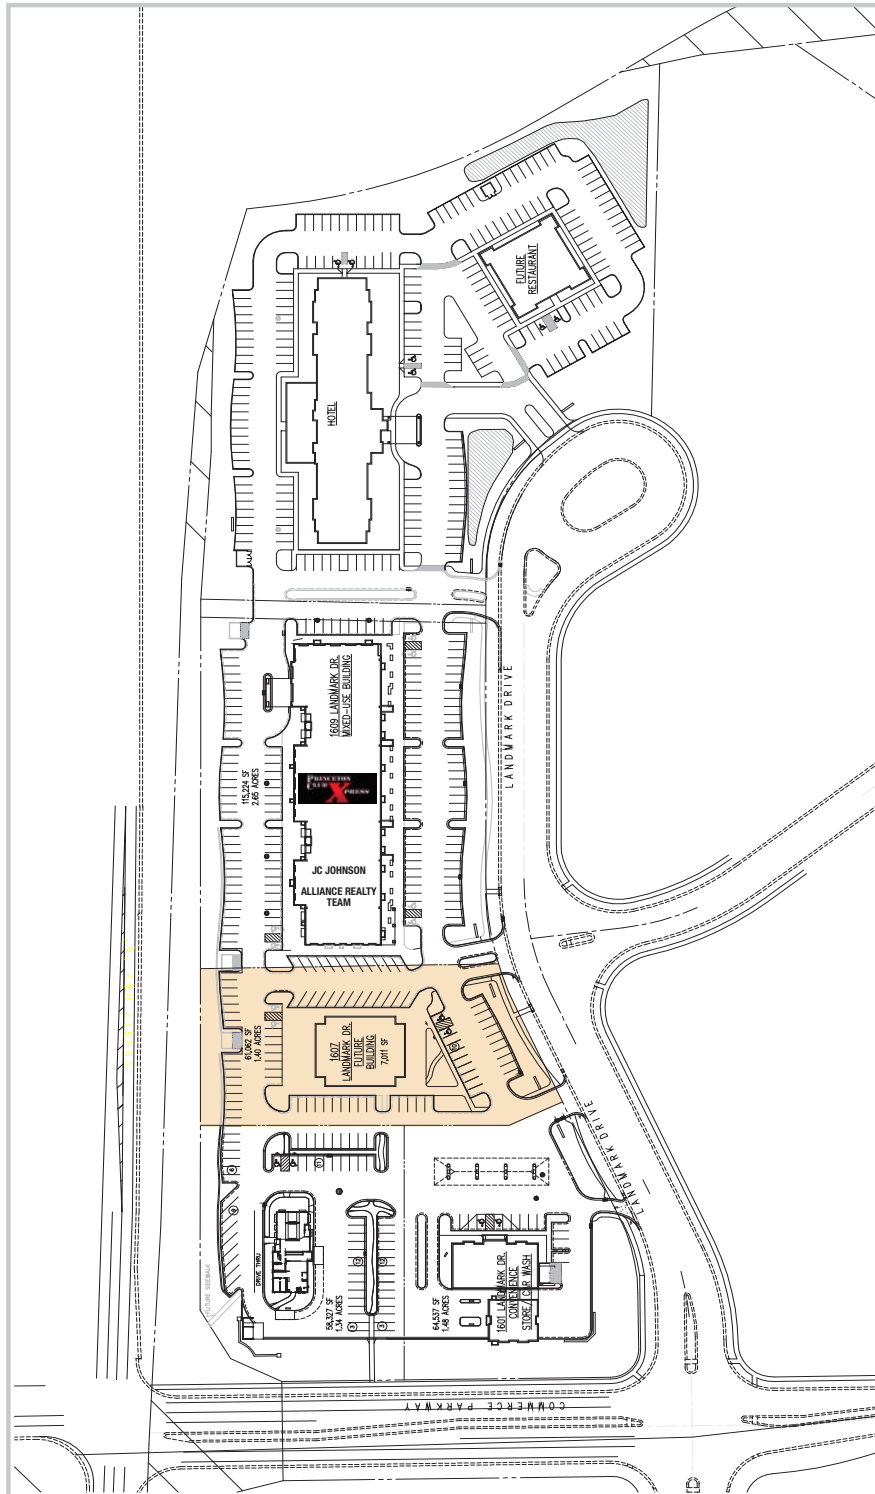 FUTURE
RESTAURANT
HOTEL
1609 LANDMARK DR.
MIXED-USE BUILDING
LANDMARK DRIVE
115,224 SF
2.65 ACRES
PRINCETON
CLUB
XPRESS
JC JOHNSON
ALLIANCE REALTY
TEAM
61,062 SF
1.40 ACRES
1607
LANDMARK DR.
FUTURE
BUILDING
7,011 SF
LANDMARK DRIVE
DRIVE THRU
FUTURE SIDEWALK
58,327 SF
1.34 ACRES
64,537 SF
1.48 ACRES
1601 LANDMARK DR.
CONVENIENCE
STORE/ CAR WASH
COMMERCE PARKWAY